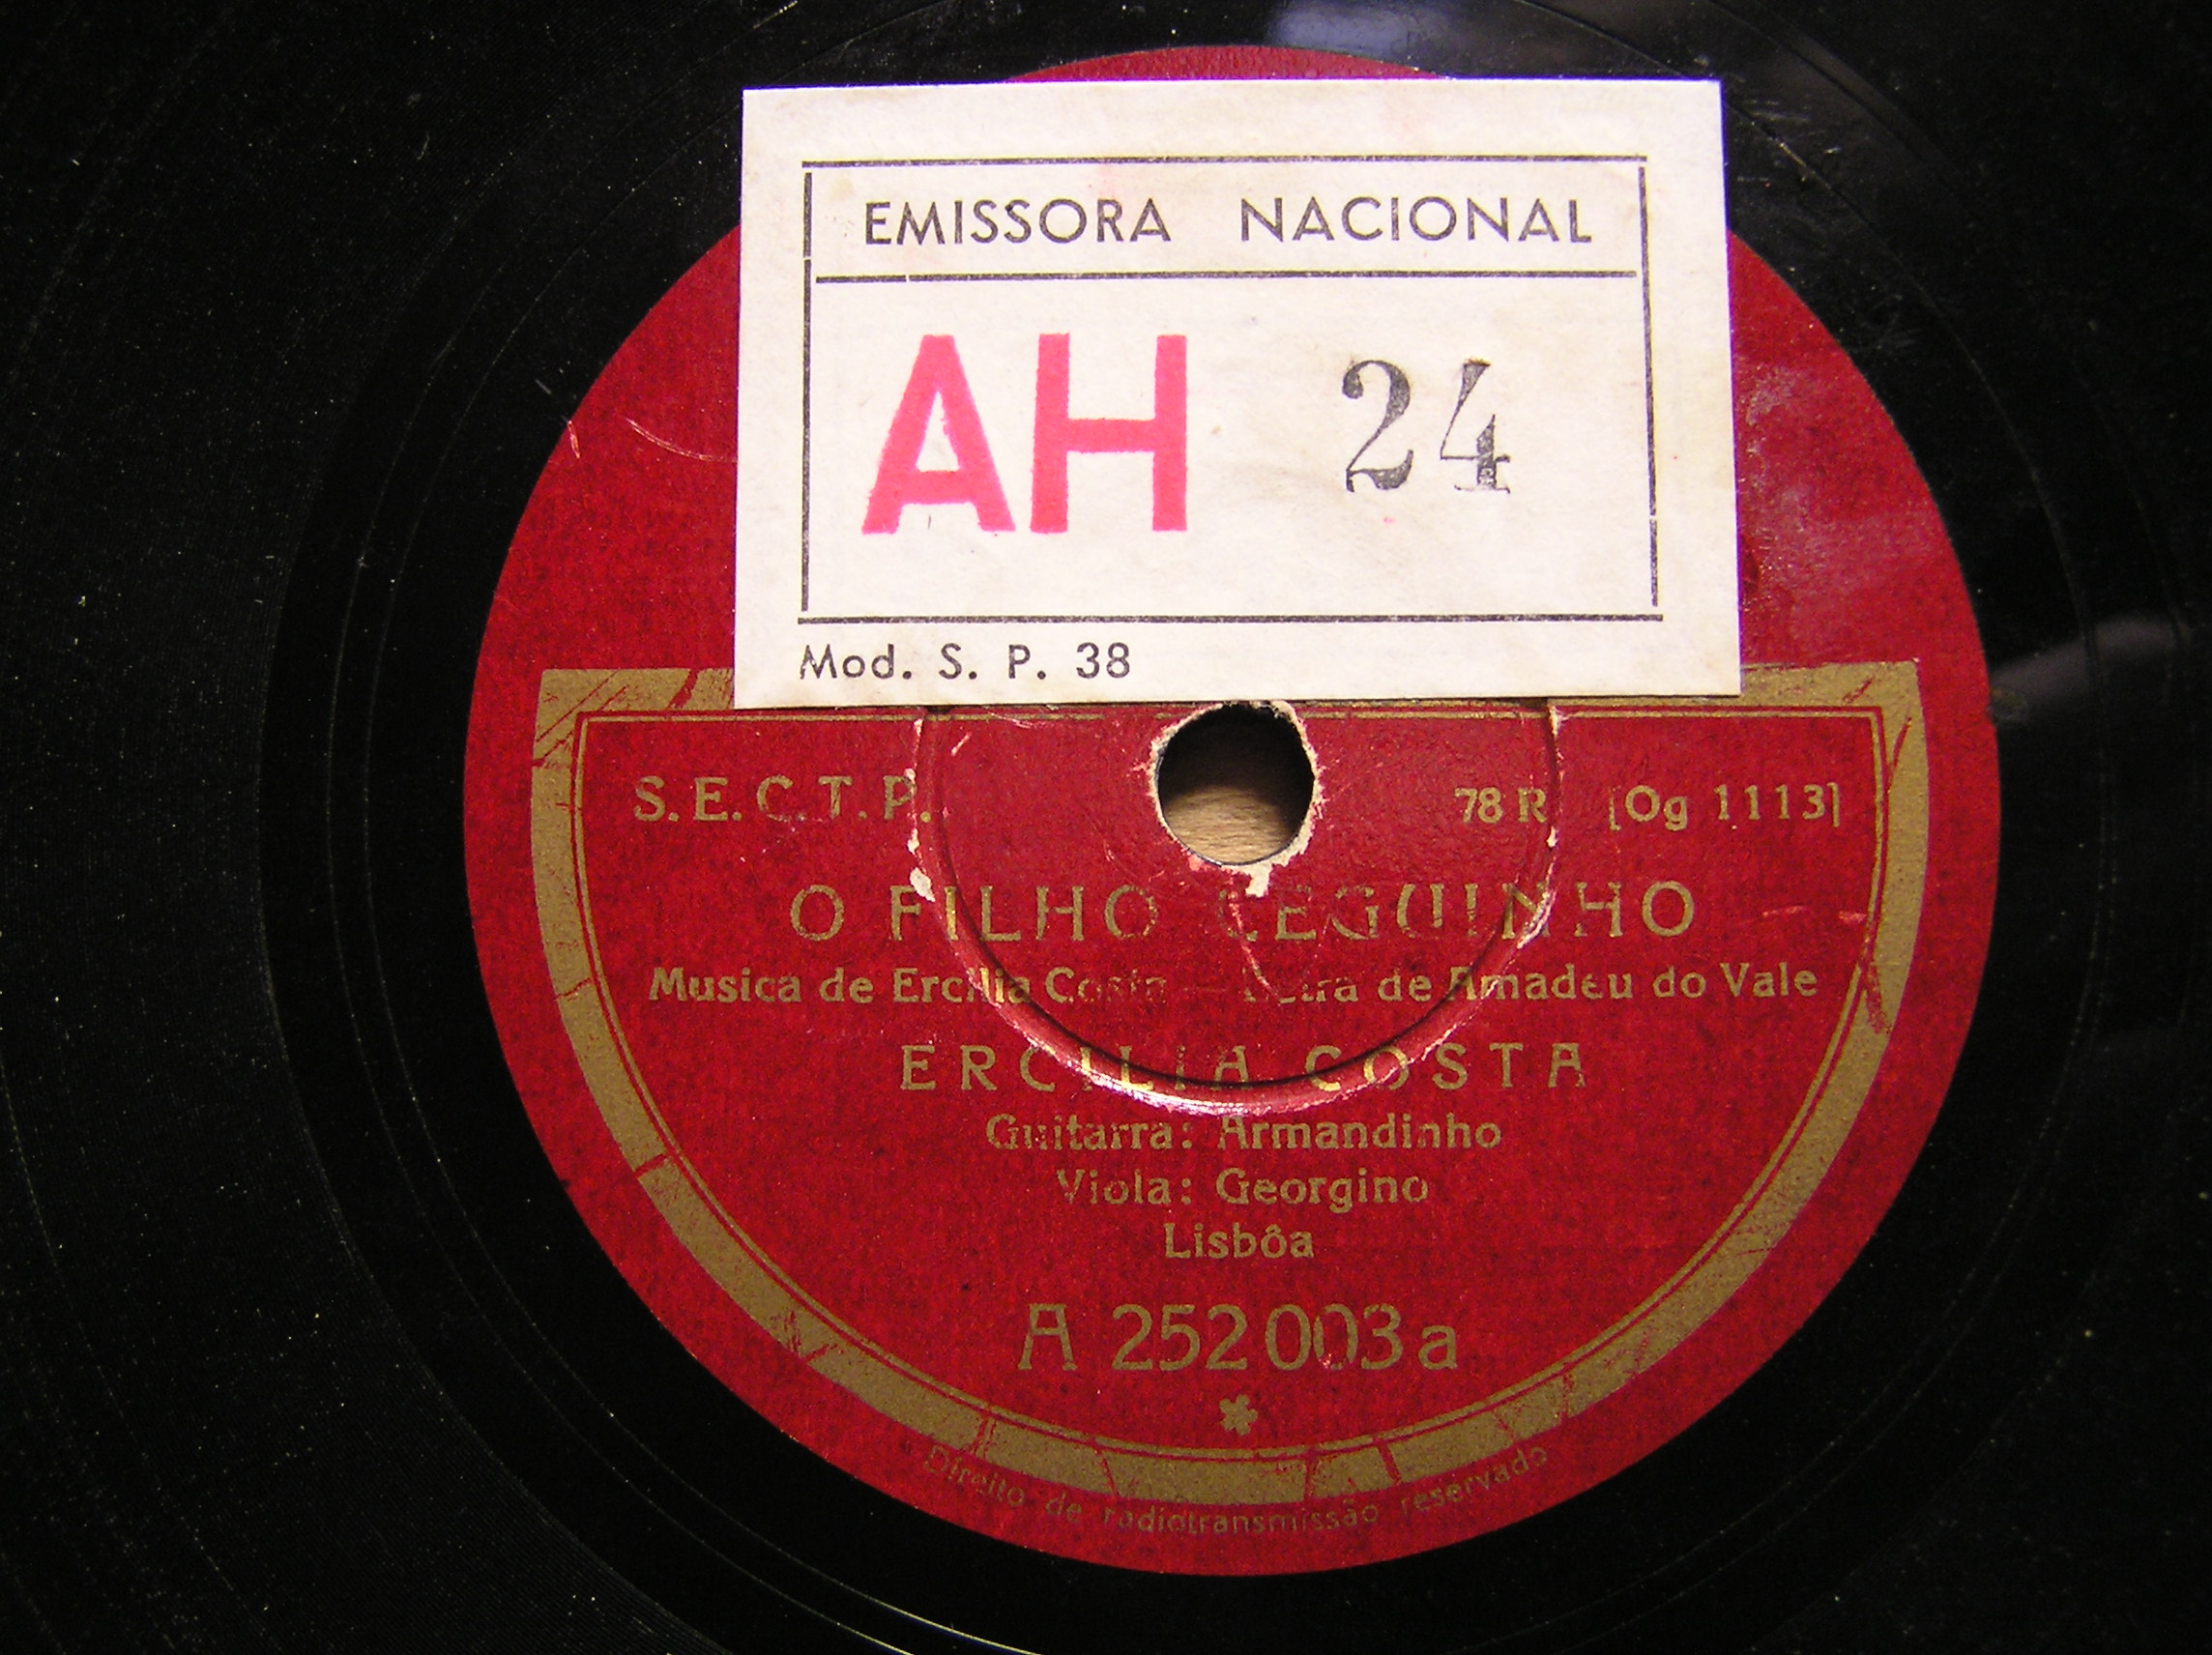 EMISSORA NACIONAL
AH 24
Mod. S. P. 38
S. E. C. T. P. 78 R [Og 1113]
O FILHO CEGUINHO
Musica de Ercilia Costa — Letra de Amadeu do Vale
ERCILIA COSTA
Guitarra: Armandinho
Viola: Georgino
Lisbôa
A 252003 a
Direito de radiotransmissão reservado